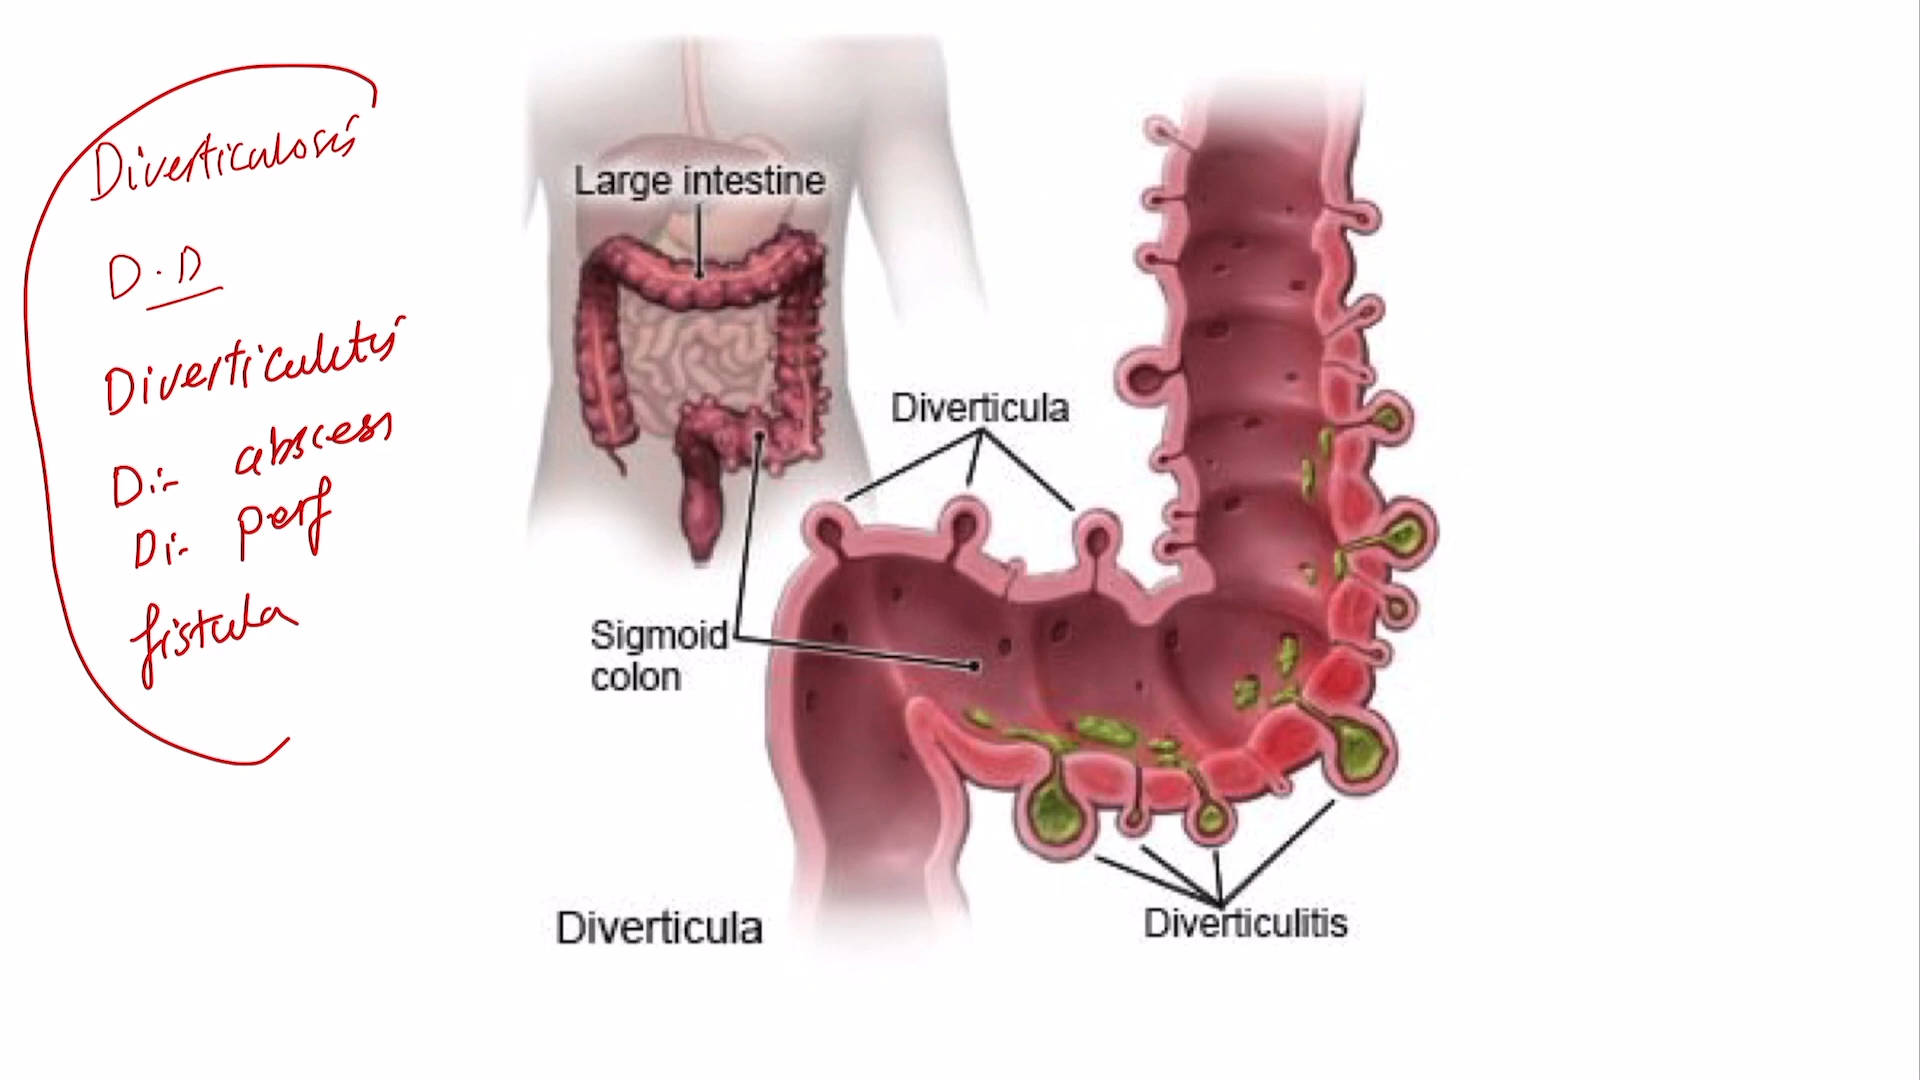 Diverticulosis
D.D
Diverticulitis
Di:- abscess
Di:- perf
fistula
Large intestine
Diverticula
Sigmoid
colon
Diverticula
Diverticulitis